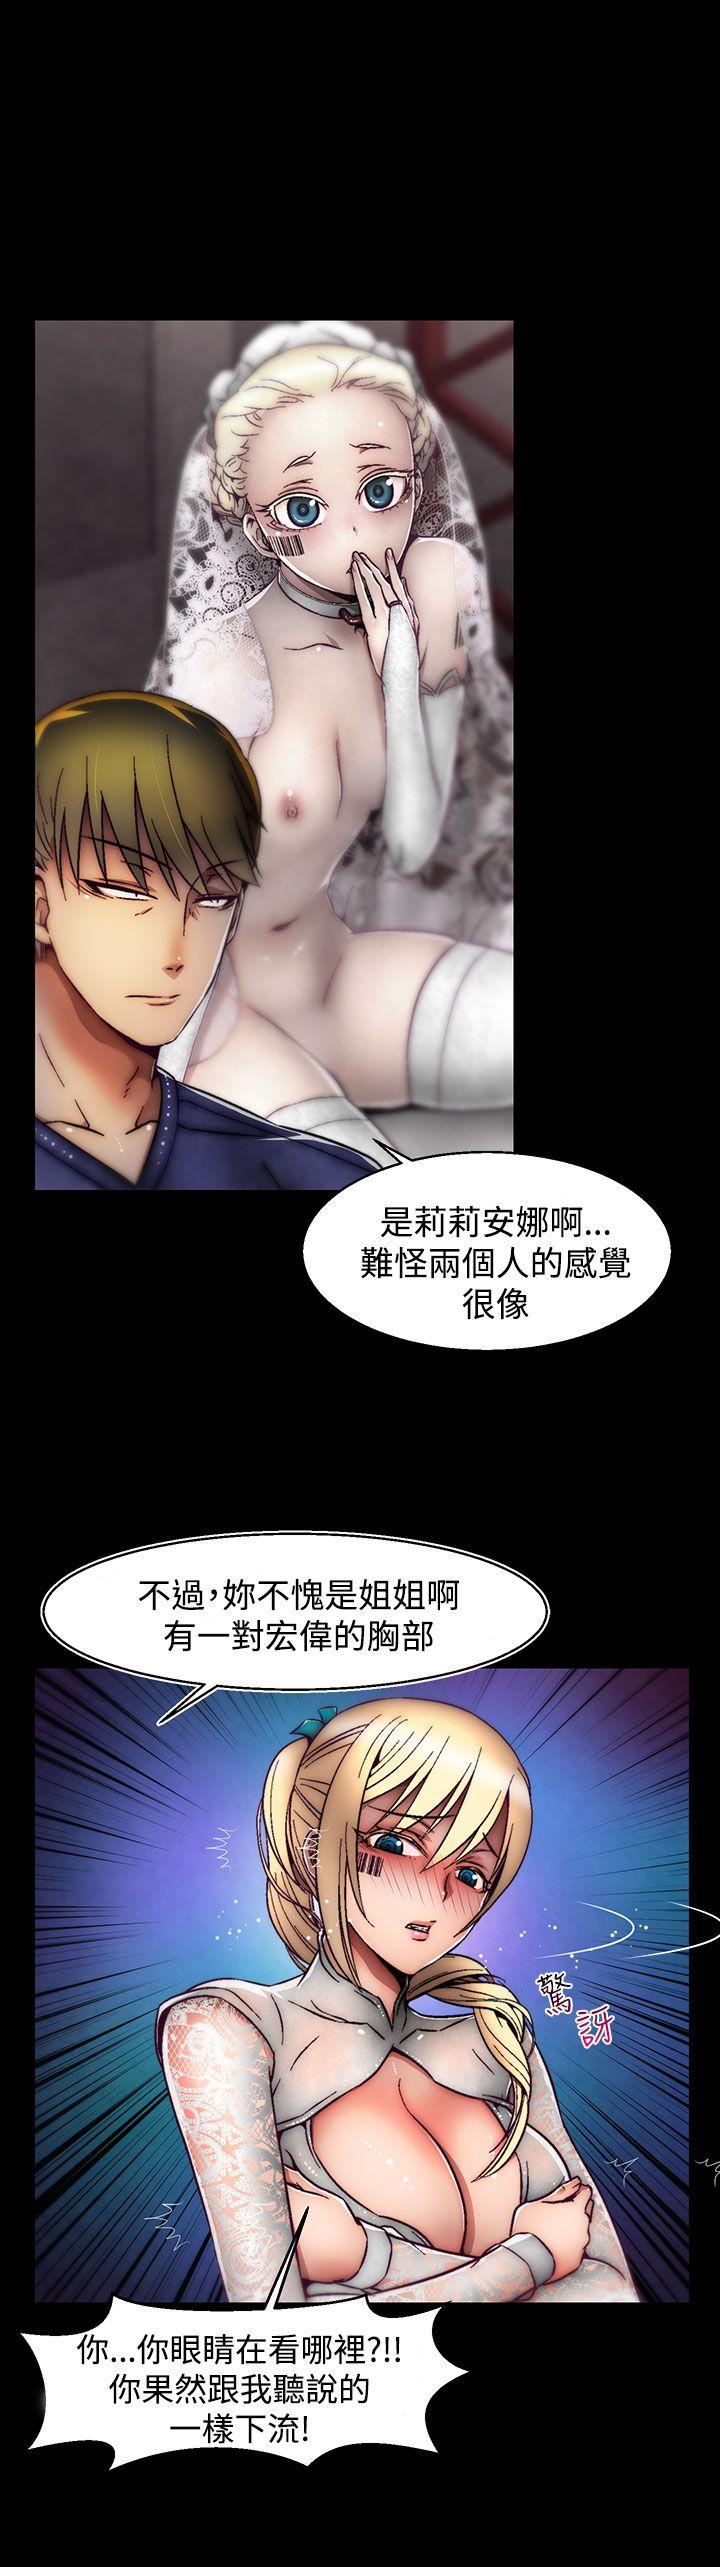 是莉莉安娜啊...
難怪兩個人的感覺
很像
不過,妳不愧是姐姐啊
有一對宏偉的胸部
驚
訝
你...你眼睛在看哪裡?!!
你果然跟我聽說的
一樣下流!